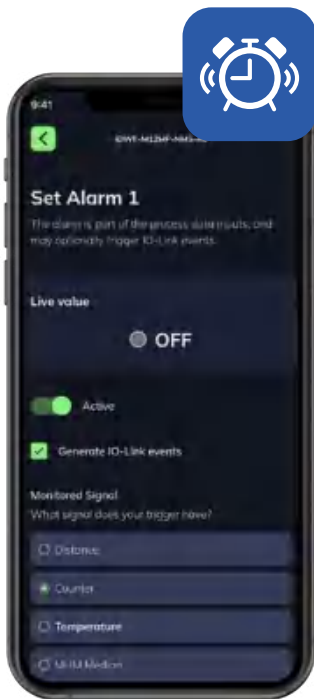 9:41
Set Alarm 1
The alarm is part of the process data inputs, and
may optionally trigger IO-Link events.
Live value
OFF
Active
Generate IO-Link events
Monitored Signal
What signal does your trigger have?
Distance
Counter
Temperature
Median